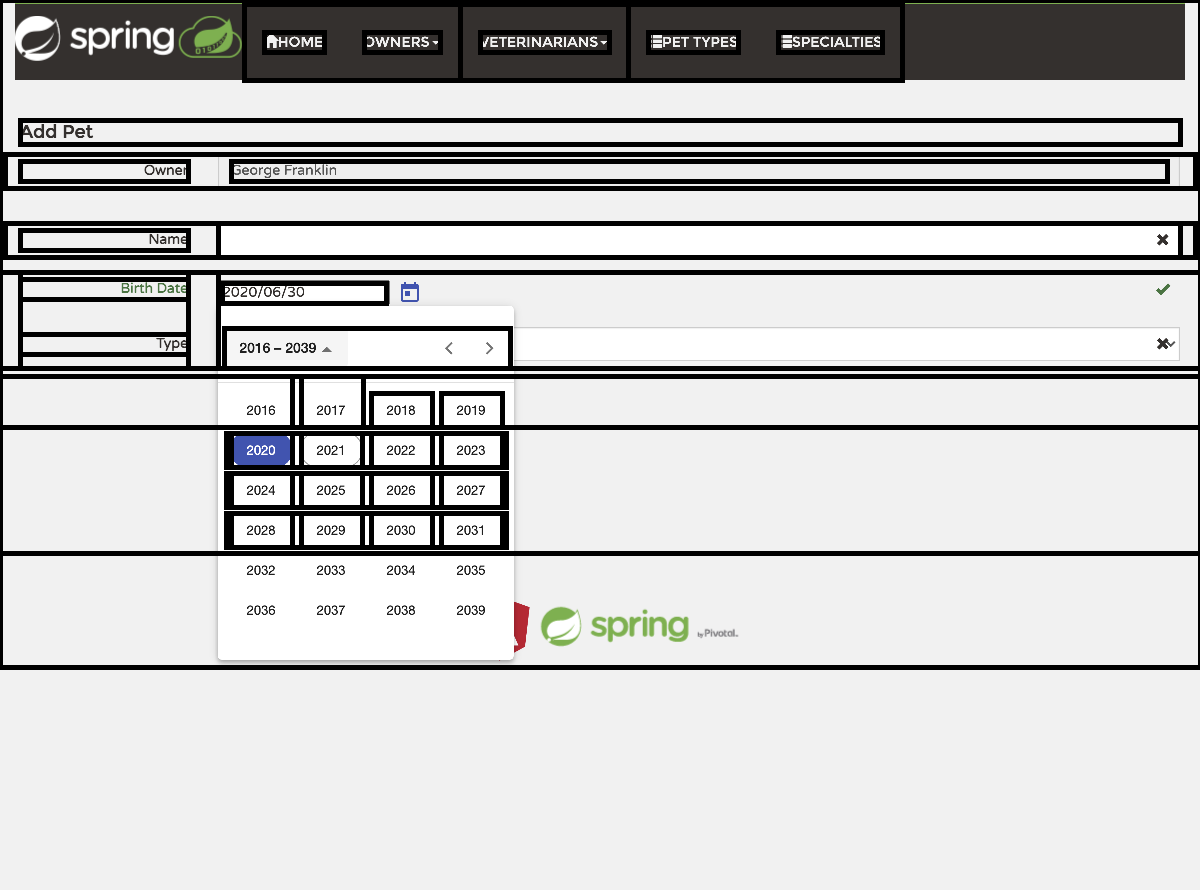 spring
HOME OWNERS VETERINARIANS PET TYPES SPECIALTIES
Add Pet
Owner George Franklin
Name
Birth Date 2020/06/30
Type
2016 – 2039
2016 2017 2018 2019
2020 2021 2022 2023
2024 2025 2026 2027
2028 2029 2030 2031
2032 2033 2034 2035
2036 2037 2038 2039
spring by Pivotal.